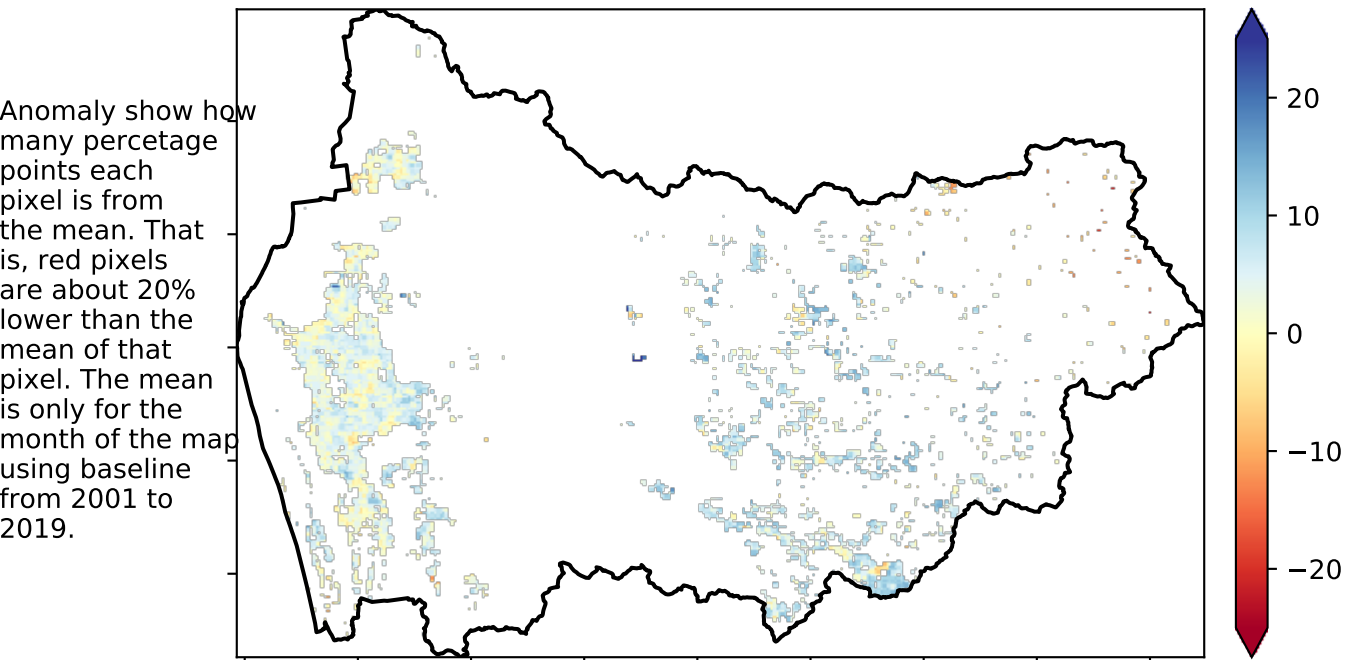 Anomaly show how
many percetage
points each
pixel is from
the mean. That
is, red pixels
are about 20%
lower than the
mean of that
pixel. The mean
is only for the
month of the map
using baseline
from 2001 to
2019.
20
10
0
−10
−20